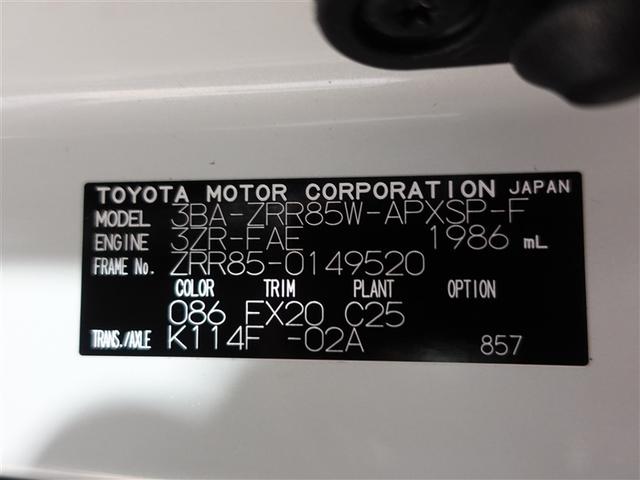 TOYOTA MOTOR CORPORATION JAPAN
MODEL 3BA-ZRR85W-APXSP-F
ENGINE 3ZR-FAE 1986 mL
FRAME No. ZRR85-0149520
COLOR TRIM PLANT OPTION
086 FX20 C25
TRANS./AXLE K114F -02A 857